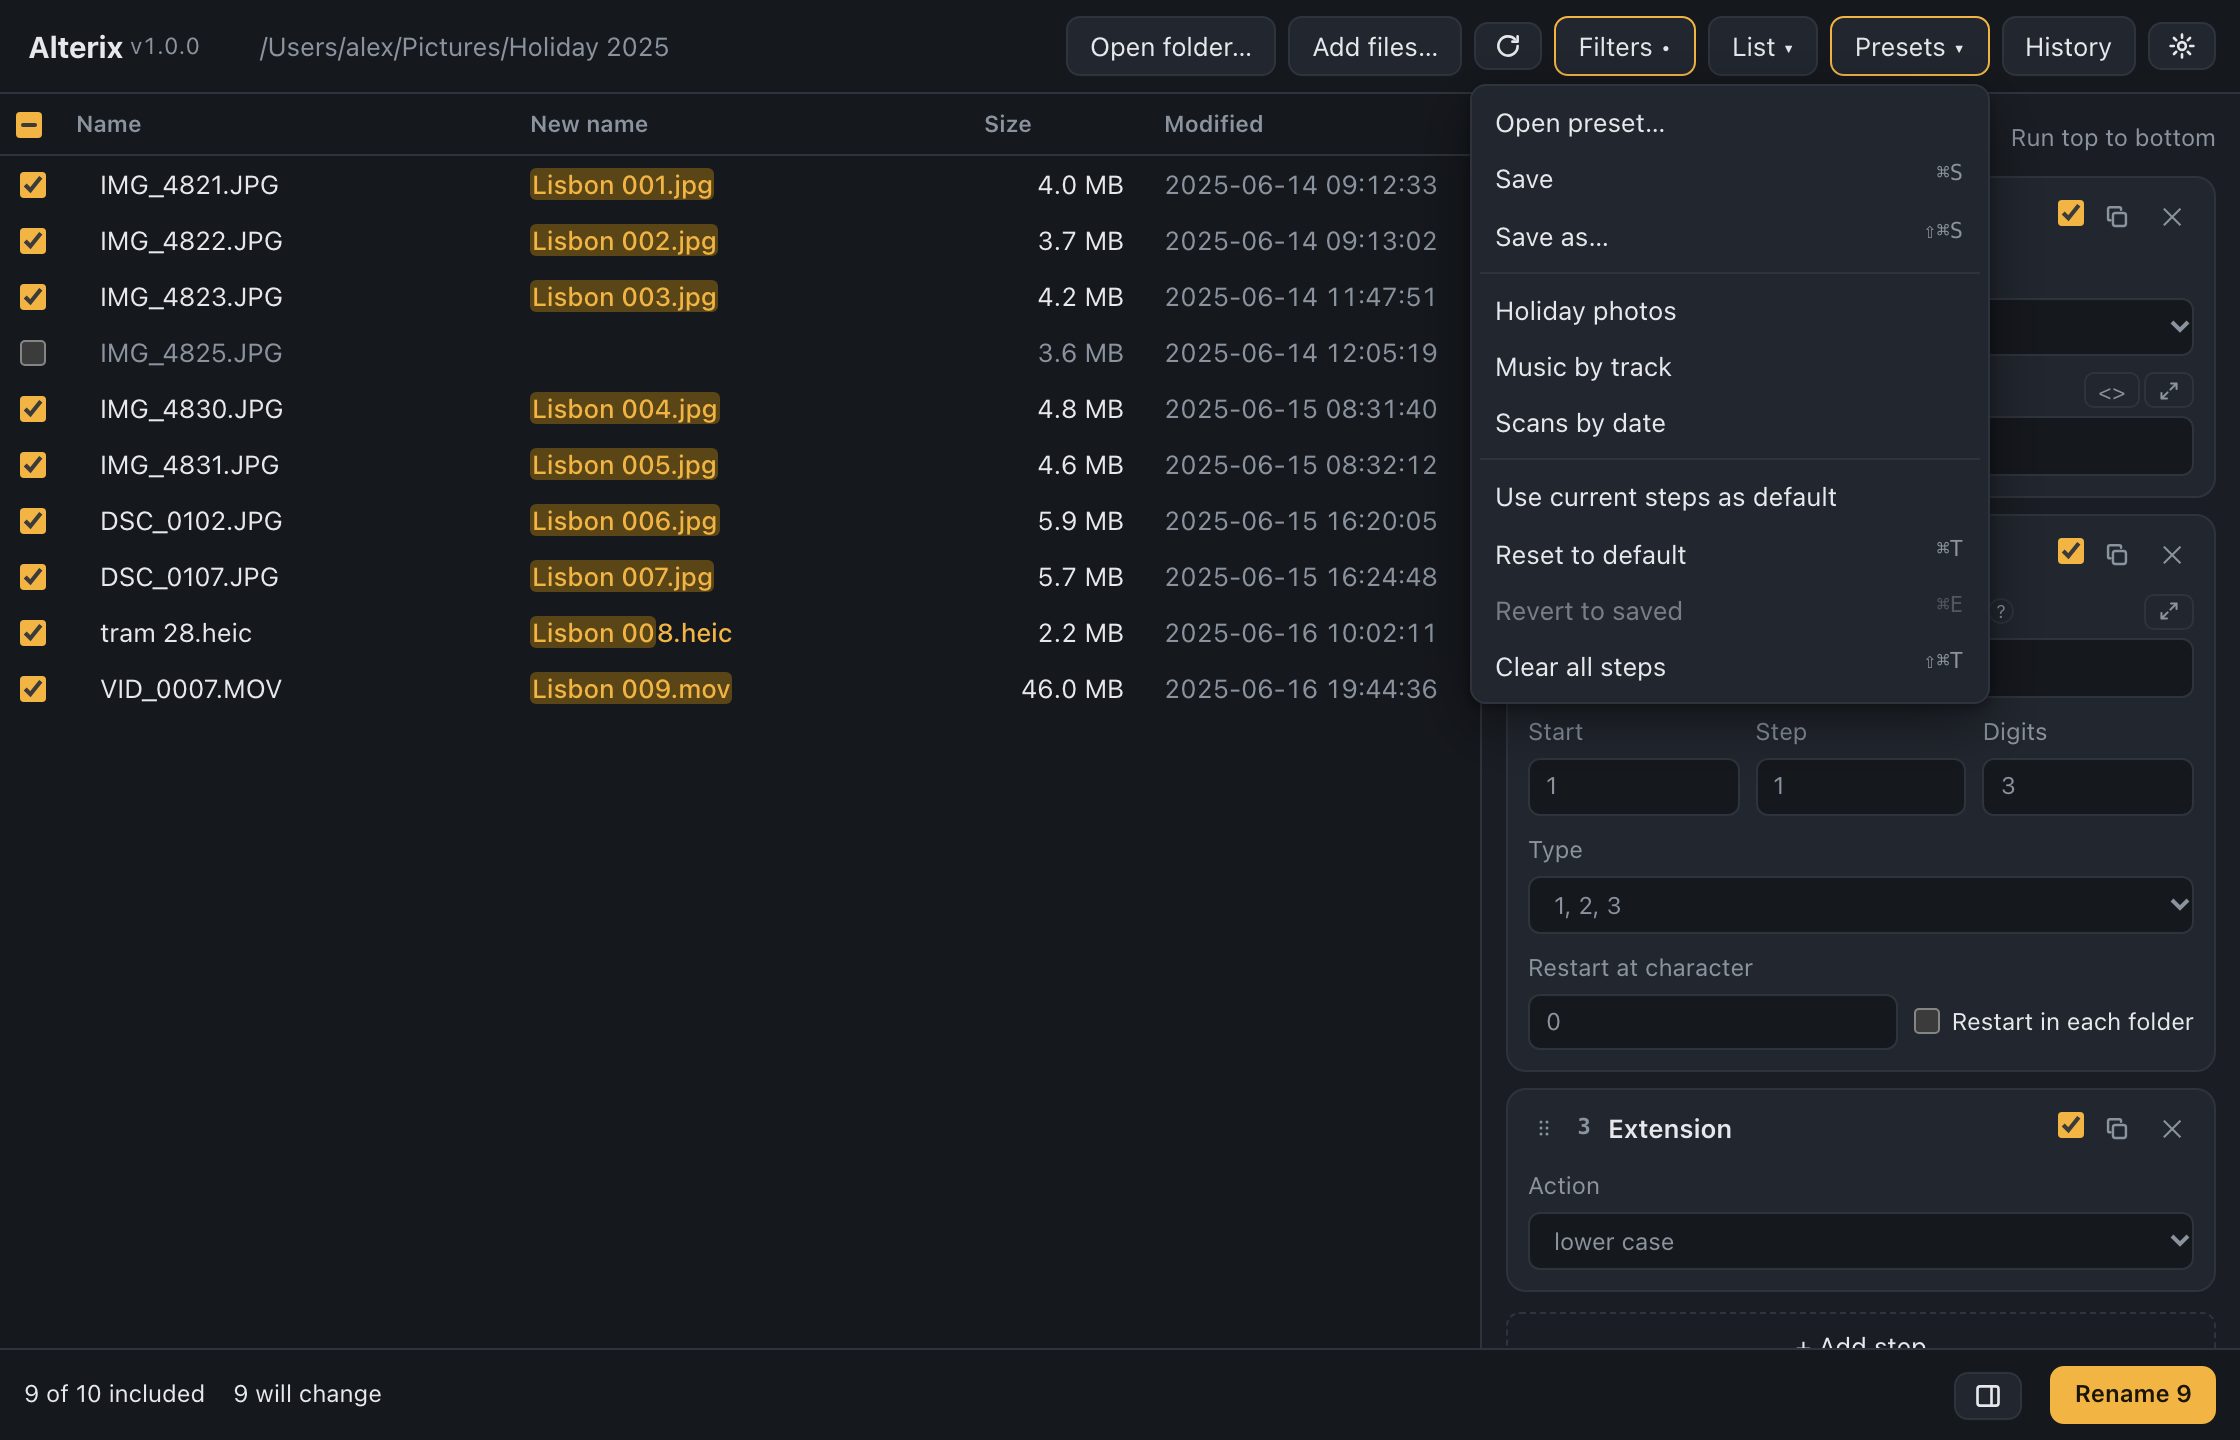 Alterix v1.0.0 /Users/alex/Pictures/Holiday 2025 Open folder... Add files... Filters • List ▾ Presets ▾ History
Name New name Size Modified
IMG_4821.JPG Lisbon 001.jpg 4.0 MB 2025-06-14 09:12:33
IMG_4822.JPG Lisbon 002.jpg 3.7 MB 2025-06-14 09:13:02
IMG_4823.JPG Lisbon 003.jpg 4.2 MB 2025-06-14 11:47:51
IMG_4825.JPG 3.6 MB 2025-06-14 12:05:19
IMG_4830.JPG Lisbon 004.jpg 4.8 MB 2025-06-15 08:31:40
IMG_4831.JPG Lisbon 005.jpg 4.6 MB 2025-06-15 08:32:12
DSC_0102.JPG Lisbon 006.jpg 5.9 MB 2025-06-15 16:20:05
DSC_0107.JPG Lisbon 007.jpg 5.7 MB 2025-06-15 16:24:48
tram 28.heic Lisbon 008.heic 2.2 MB 2025-06-16 10:02:11
VID_0007.MOV Lisbon 009.mov 46.0 MB 2025-06-16 19:44:36
Open preset...
Save ⌘S
Save as... ⇧⌘S
Holiday photos
Music by track
Scans by date
Use current steps as default
Reset to default ⌘T
Revert to saved ⌘E
Clear all steps ⇧⌘T
Run top to bottom
<>
?
Start Step Digits
1 1 3
Type
1, 2, 3
Restart at character
0 Restart in each folder
3 Extension
Action
lower case
+ Add step
9 of 10 included 9 will change Rename 9